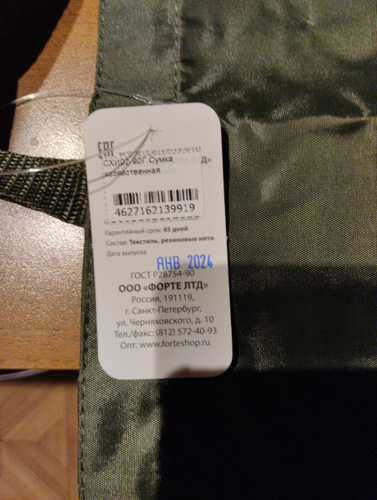 EAC
СХИ02-60Г Сумка
хозяйственная
4627162139919
Гарантийный срок: 45 дней
Состав: Текстиль, резиновые нити
Дата выпуска
ЯНВ 2024
ГОСТ Р28754-90
ООО «ФОРТЕ ЛТД»
Россия, 191119,
г. Санкт-Петербург,
ул. Черняховского, д. 10
Тел./факс: (812) 572-40-93
Опт: www.forteshop.ru